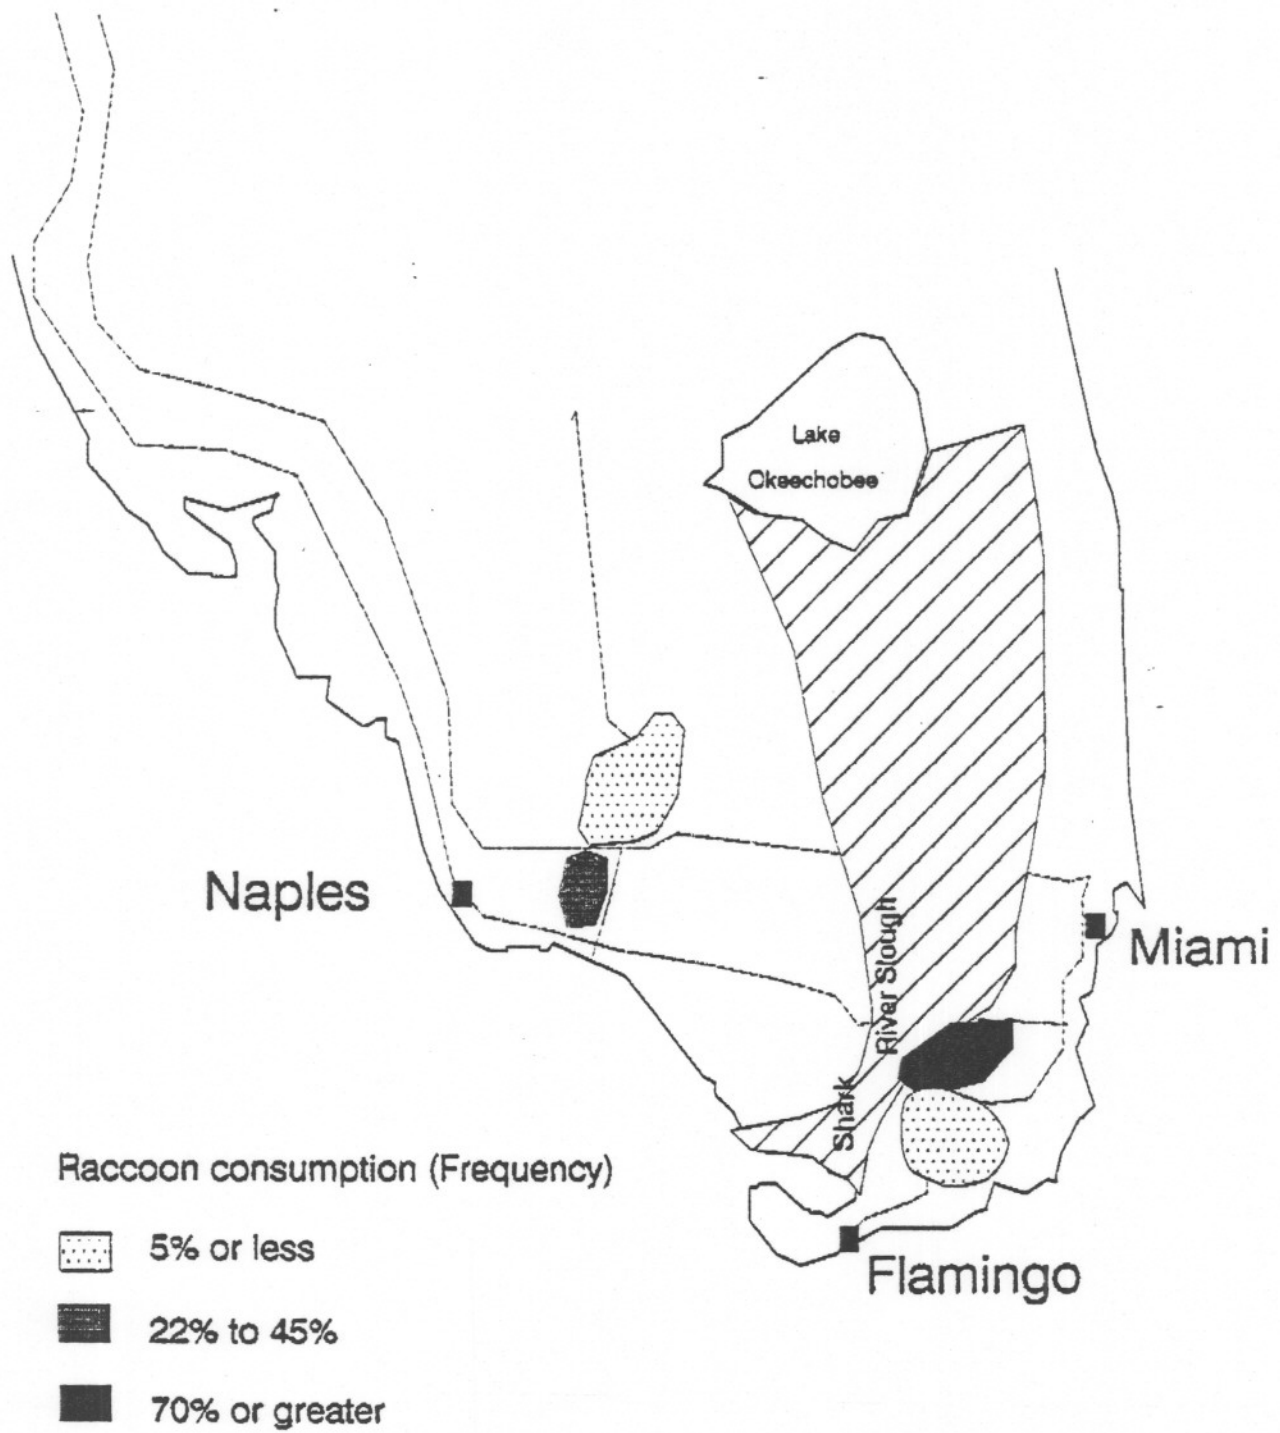 Lake
Okeechobee
Naples
River Slough
Miami
Shark
Raccoon consumption (Frequency)
5% or less
Flamingo
22% to 45%
70% or greater